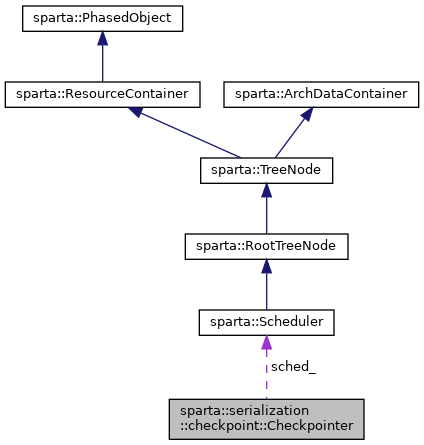 sparta::PhasedObject
sparta::ResourceContainer
sparta::ArchDataContainer
sparta::TreeNode
sparta::RootTreeNode
sparta::Scheduler
sched_
sparta::serialization
::checkpoint::Checkpointer